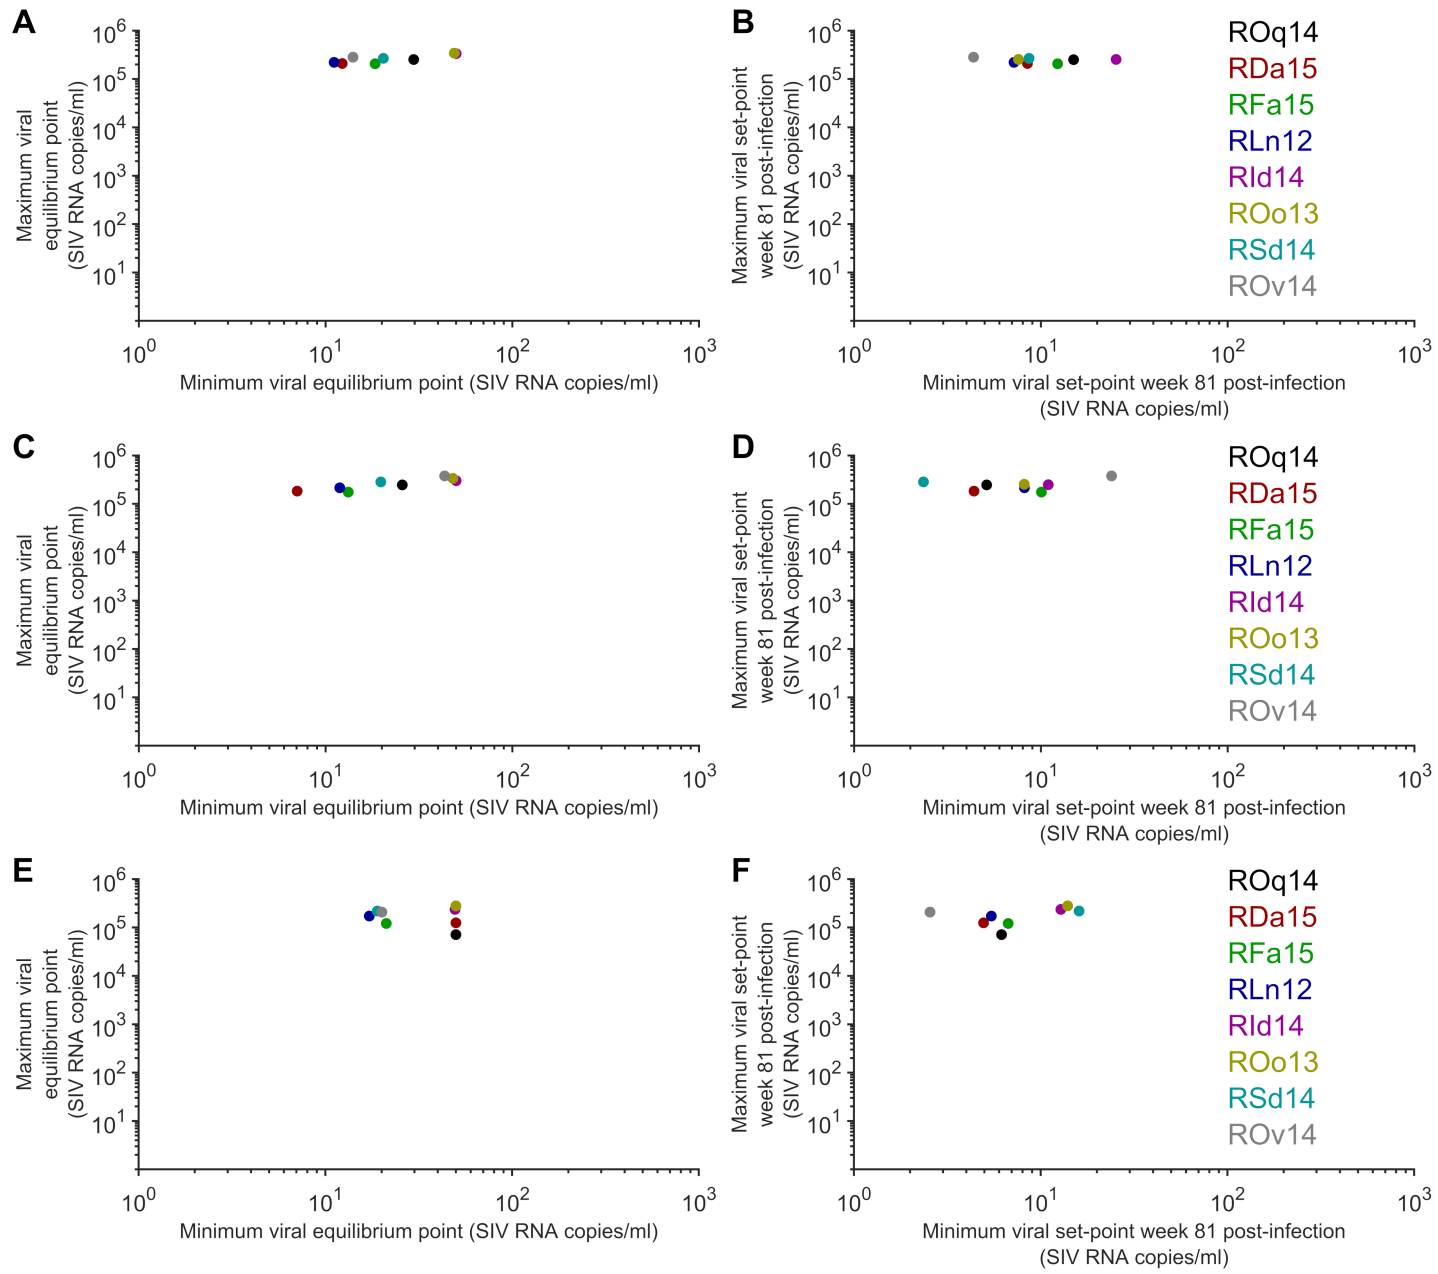 A
Maximum viral
equilibrium point
(SIV RNA copies/ml)
10^6
10^5
10^4
10^3
10^2
10^1
10^0 10^1 10^2 10^3
Minimum viral equilibrium point (SIV RNA copies/ml)
B
Maximum viral set-point
week 81 post-infection
(SIV RNA copies/ml)
10^6
10^5
10^4
10^3
10^2
10^1
10^0 10^1 10^2 10^3
Minimum viral set-point week 81 post-infection
(SIV RNA copies/ml)
ROq14
RDa15
RFa15
RLn12
RId14
ROo13
RSd14
ROv14
C
Maximum viral
equilibrium point
(SIV RNA copies/ml)
10^6
10^5
10^4
10^3
10^2
10^1
10^0 10^1 10^2 10^3
Minimum viral equilibrium point (SIV RNA copies/ml)
D
Maximum viral set-point
week 81 post-infection
(SIV RNA copies/ml)
10^6
10^5
10^4
10^3
10^2
10^1
10^0 10^1 10^2 10^3
Minimum viral set-point week 81 post-infection
(SIV RNA copies/ml)
ROq14
RDa15
RFa15
RLn12
RId14
ROo13
RSd14
ROv14
E
Maximum viral
equilibrium point
(SIV RNA copies/ml)
10^6
10^5
10^4
10^3
10^2
10^1
10^0 10^1 10^2 10^3
Minimum viral equilibrium point (SIV RNA copies/ml)
F
Maximum viral set-point
week 81 post-infection
(SIV RNA copies/ml)
10^6
10^5
10^4
10^3
10^2
10^1
10^0 10^1 10^2 10^3
Minimum viral set-point week 81 post-infection
(SIV RNA copies/ml)
ROq14
RDa15
RFa15
RLn12
RId14
ROo13
RSd14
ROv14